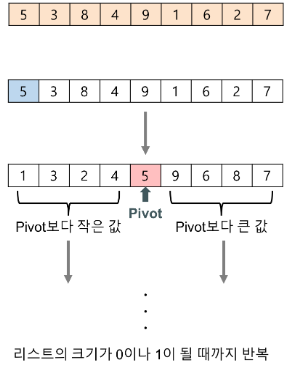 5 3 8 4 9 1 6 2 7
5 3 8 4 9 1 6 2 7
1 3 2 4 5 9 6 8 7
Pivot
Pivot보다 작은 값
Pivot보다 큰 값
리스트의 크기가 0이나 1이 될 때까지 반복